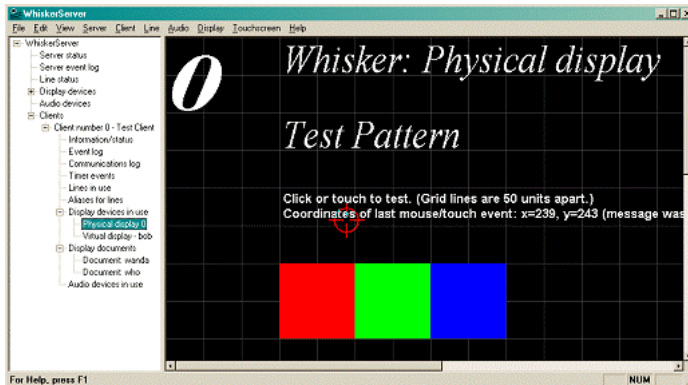 WhiskerServer
File Edit View Server Client Line Audio Display Touchscreen Help
WhiskerServer
Server status
Server event log
Line status
Display devices
Audio devices
Clients
Client number 0 - Test Client
Information/status
Event log
Communications log
Timer events
Lines in use
Aliases for lines
Display devices in use
Physical display 0
Virtual display - bob
Display documents
Document: wanda
Document: who
Audio devices in use
0
Whisker: Physical display
Test Pattern
Click or touch to test. (Grid lines are 50 units apart.)
Coordinates of last mouse/touch event: x=239, y=243 (message was
For Help, press F1
NUM